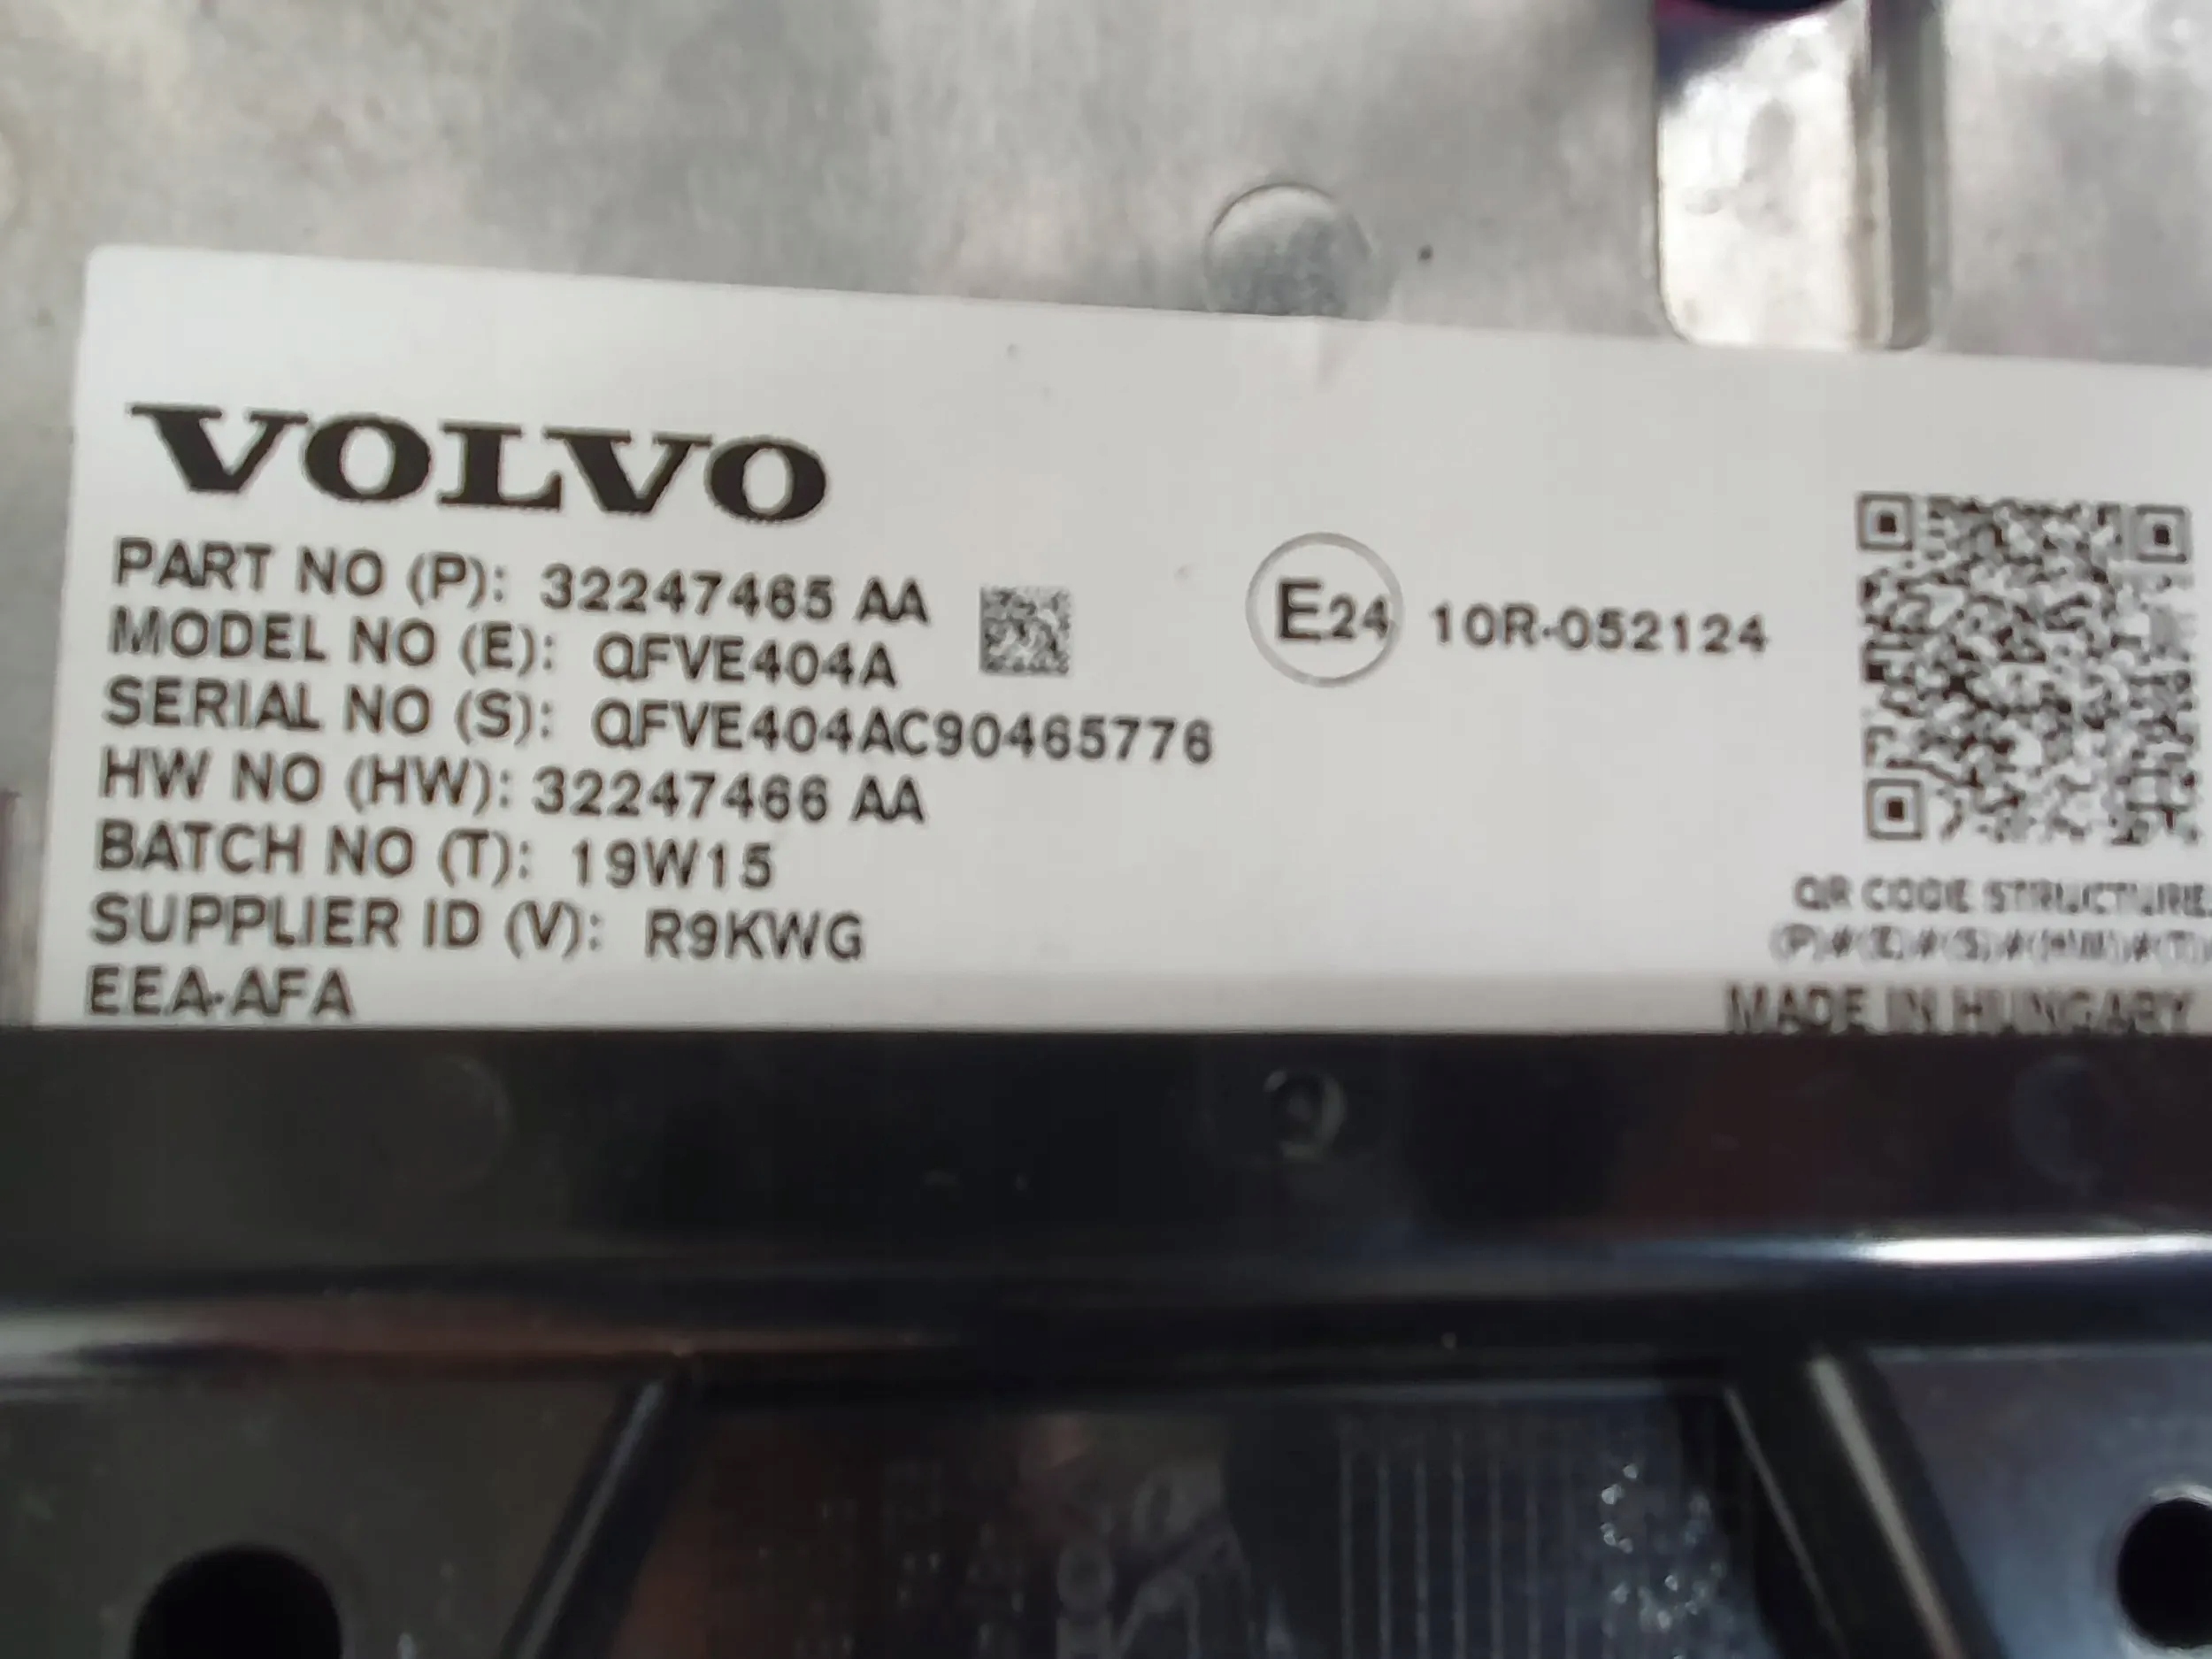 VOLVO
PART NO (P): 32247465 AA
MODEL NO (E): QFVE404A
SERIAL NO (S): QFVE404AC90465776
HW NO (HW): 32247466 AA
BATCH NO (T): 19W15
SUPPLIER ID (V): R9KWG
EEA-AFA
E24 10R-052124
QR CODE STRUCTURE
(P)#(E)#(S)#(HW)#(T)
MADE IN HUNGARY